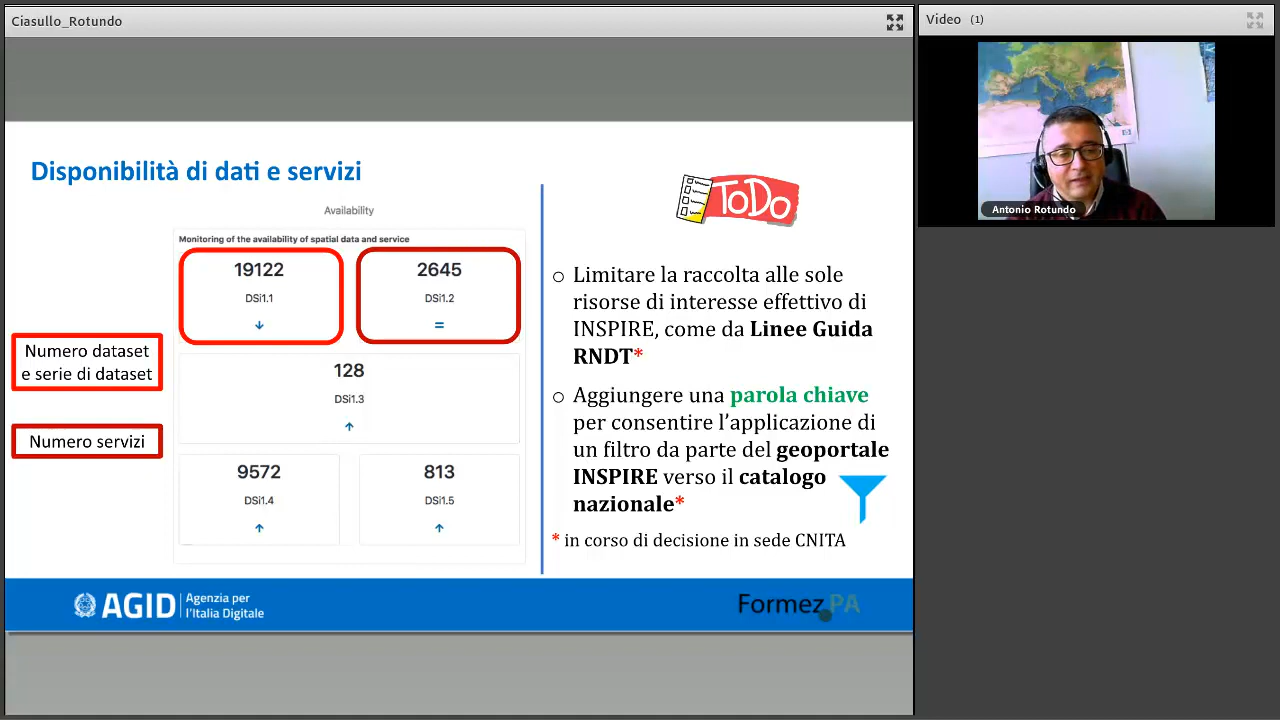 Ciasullo_Rotundo
Video (1)
Antonio Rotundo
Disponibilità di dati e servizi
Availability
Monitoring of the availability of spatial data and service
19122
DSi1.1
↓
2645
DSi1.2
=
128
DSi1.3
↑
9572
DSi1.4
↑
813
DSi1.5
↑
Numero dataset
e serie di dataset
Numero servizi
ToDo
o Limitare la raccolta alle sole
risorse di interesse effettivo di
INSPIRE, come da Linee Guida
RNDT*
o Aggiungere una parola chiave
per consentire l'applicazione di
un filtro da parte del geoportale
INSPIRE verso il catalogo
nazionale*
* in corso di decisione in sede CNITA
AGID
Agenzia per
l'Italia Digitale
Formez PA